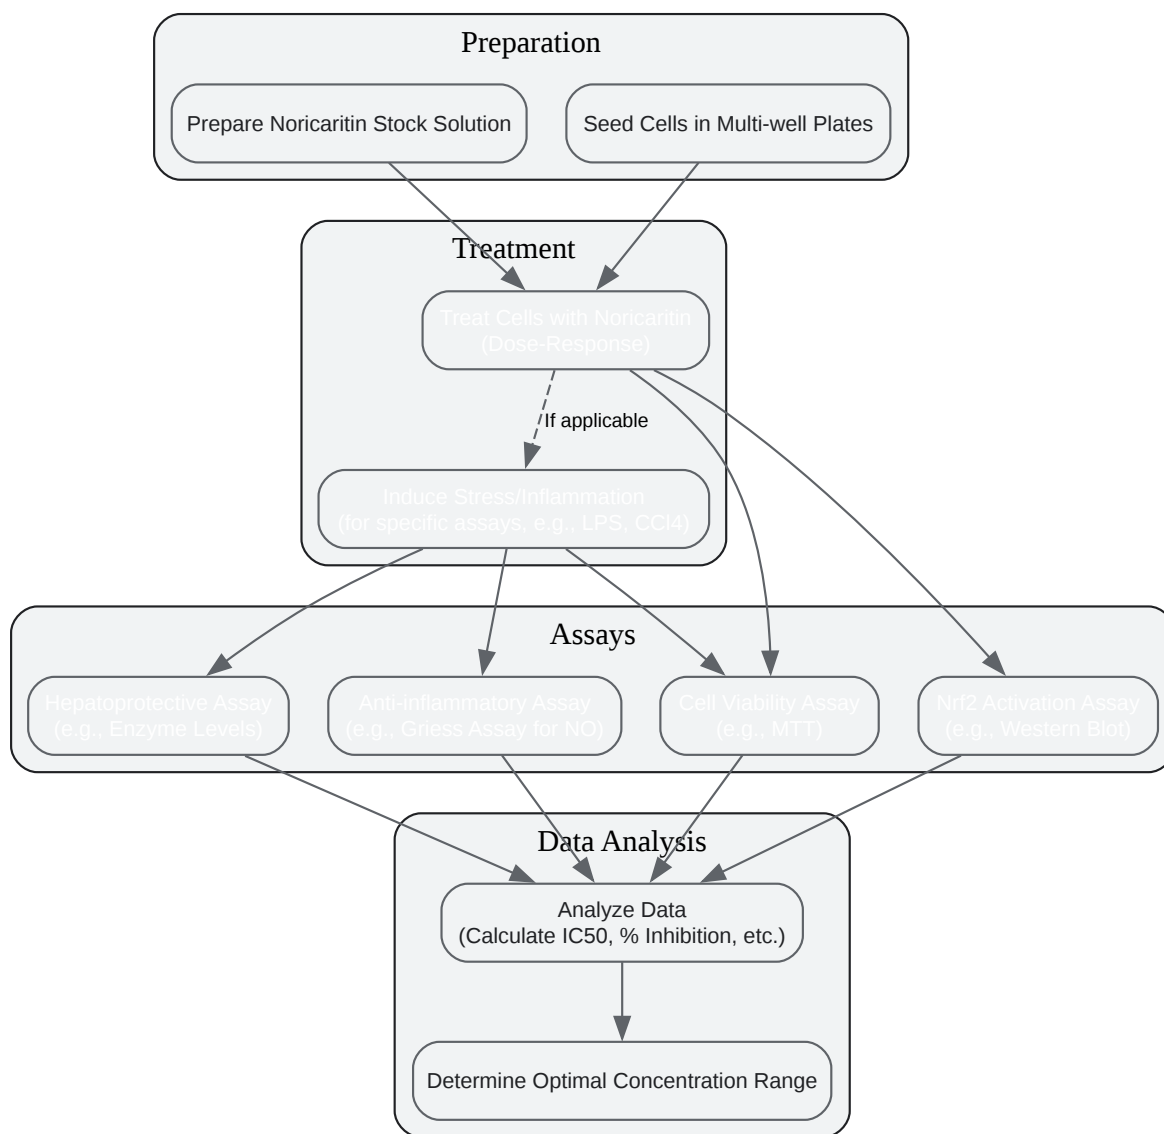 Preparation
Prepare Noricaritin Stock Solution
Seed Cells in Multi-well Plates
Treatment
Treat Cells with Noricaritin
(Dose-Response)
If applicable
Induce Stress/Inflammation
(for specific assays, e.g., LPS, CCl4)
Assays
Hepatoprotective Assay
(e.g., Enzyme Levels)
Anti-inflammatory Assay
(e.g., Griess Assay for NO)
Cell Viability Assay
(e.g., MTT)
Nrf2 Activation Assay
(e.g., Western Blot)
Data Analysis
Analyze Data
(Calculate IC50, % Inhibition, etc.)
Determine Optimal Concentration Range